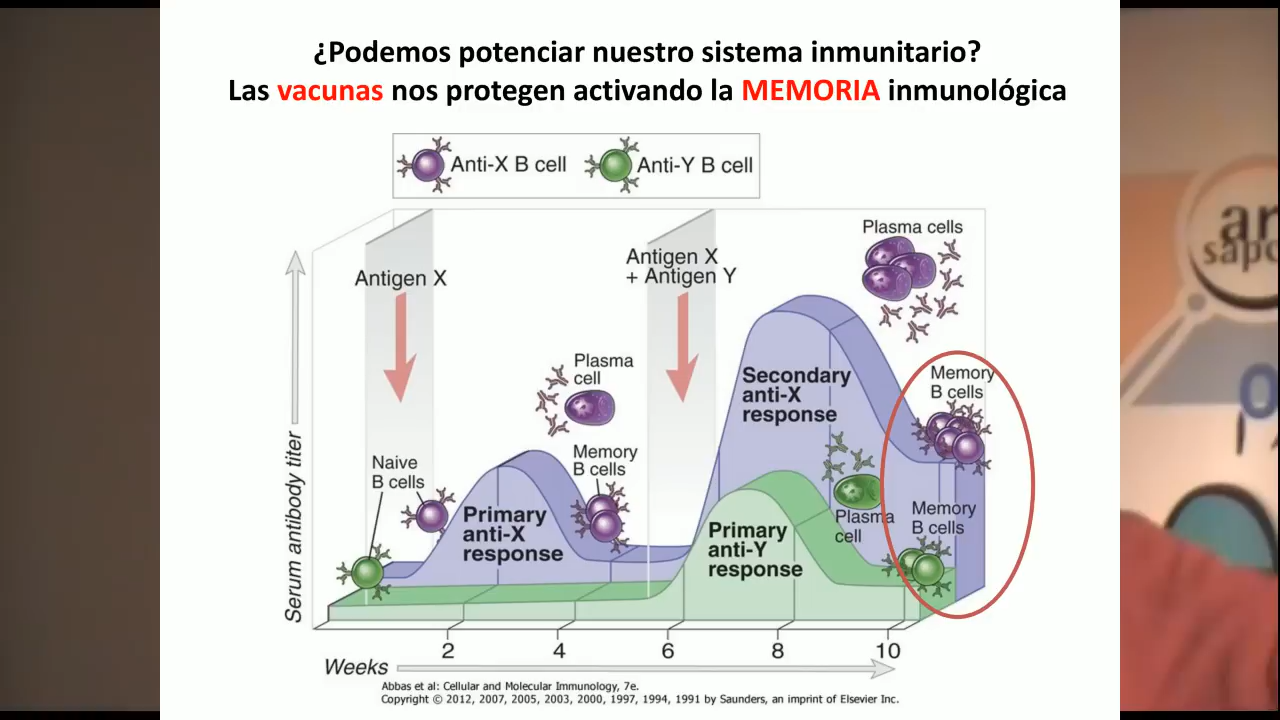 ¿Podemos potenciar nuestro sistema inmunitario?
Las vacunas nos protegen activando la MEMORIA inmunológica
Anti-X B cell
Anti-Y B cell
Plasma cells
Antigen X
Antigen X
+ Antigen Y
Plasma
cell
Memory
B cells
Secondary
anti-X
response
Naive
B cells
Memory
B cells
Primary
anti-X
response
Primary
anti-Y
response
Plasma
cell
Memory
B cells
Serum antibody titer
2
4
6
8
10
Weeks
Abbas et al: Cellular and Molecular Immunology, 7e.
Copyright © 2012, 2007, 2005, 2003, 2000, 1997, 1994, 1991 by Saunders, an imprint of Elsevier Inc.